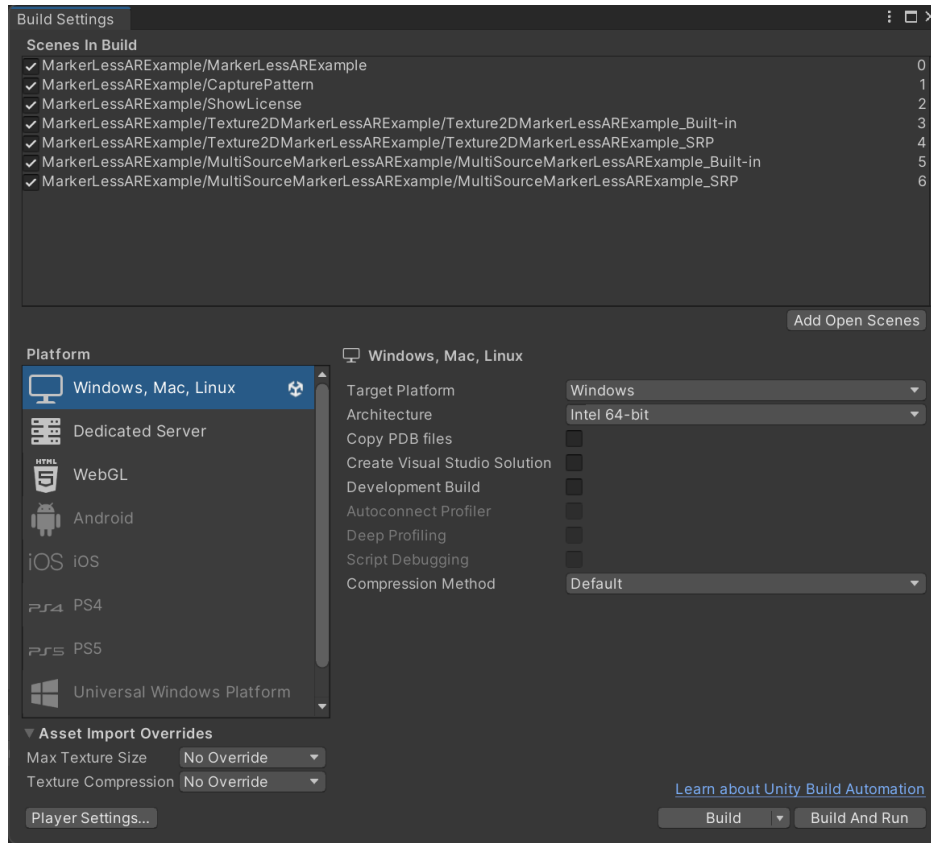 Build Settings
Scenes In Build
MarkerLessARExample/MarkerLessARExample 0
MarkerLessARExample/CapturePattern 1
MarkerLessARExample/ShowLicense 2
MarkerLessARExample/Texture2DMarkerLessARExample/Texture2DMarkerLessARExample_Built-in 3
MarkerLessARExample/Texture2DMarkerLessARExample/Texture2DMarkerLessARExample_SRP 4
MarkerLessARExample/MultiSourceMarkerLessARExample/MultiSourceMarkerLessARExample_Built-in 5
MarkerLessARExample/MultiSourceMarkerLessARExample/MultiSourceMarkerLessARExample_SRP 6
Add Open Scenes
Platform
Windows, Mac, Linux
Dedicated Server
HTML 5 WebGL
Android
iOS iOS
PS4 PS4
PS5 PS5
Universal Windows Platform
Windows, Mac, Linux
Target Platform Windows
Architecture Intel 64-bit
Copy PDB files
Create Visual Studio Solution
Development Build
Autoconnect Profiler
Deep Profiling
Script Debugging
Compression Method Default
Asset Import Overrides
Max Texture Size No Override
Texture Compression No Override
Learn about Unity Build Automation
Player Settings... Build Build And Run